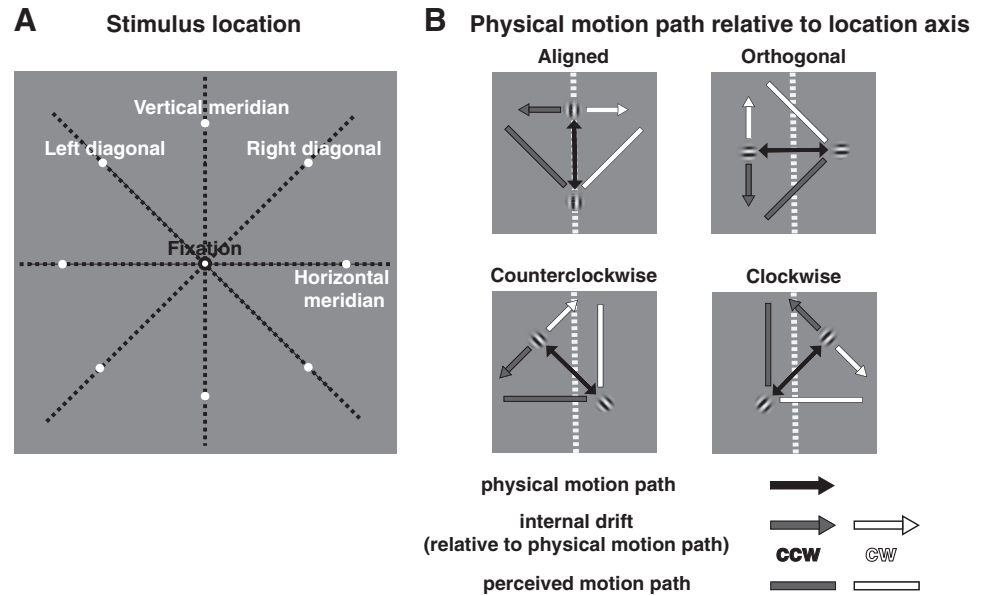 A Stimulus location
Vertical meridian
Left diagonal
Right diagonal
Fixation
Horizontal
meridian
B Physical motion path relative to location axis
Aligned
Orthogonal
Counterclockwise
Clockwise
physical motion path
internal drift
(relative to physical motion path)
CCW
CW
perceived motion path